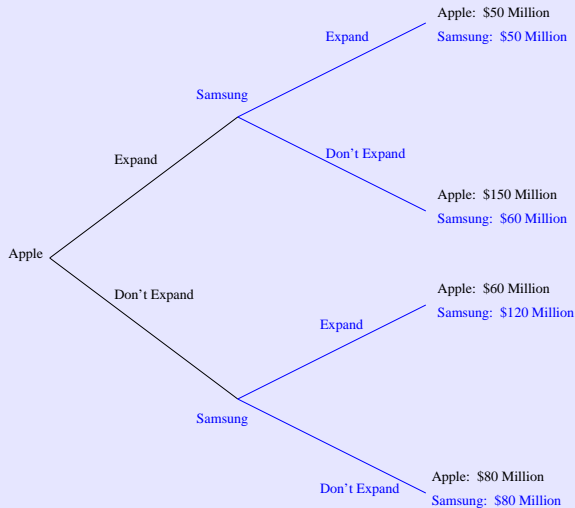 Apple: $50 Million
Expand
Samsung: $50 Million
Samsung
Don't Expand
Expand
Apple: $150 Million
Samsung: $60 Million
Apple
Apple: $60 Million
Don't Expand
Samsung: $120 Million
Expand
Samsung
Apple: $80 Million
Don't Expand
Samsung: $80 Million